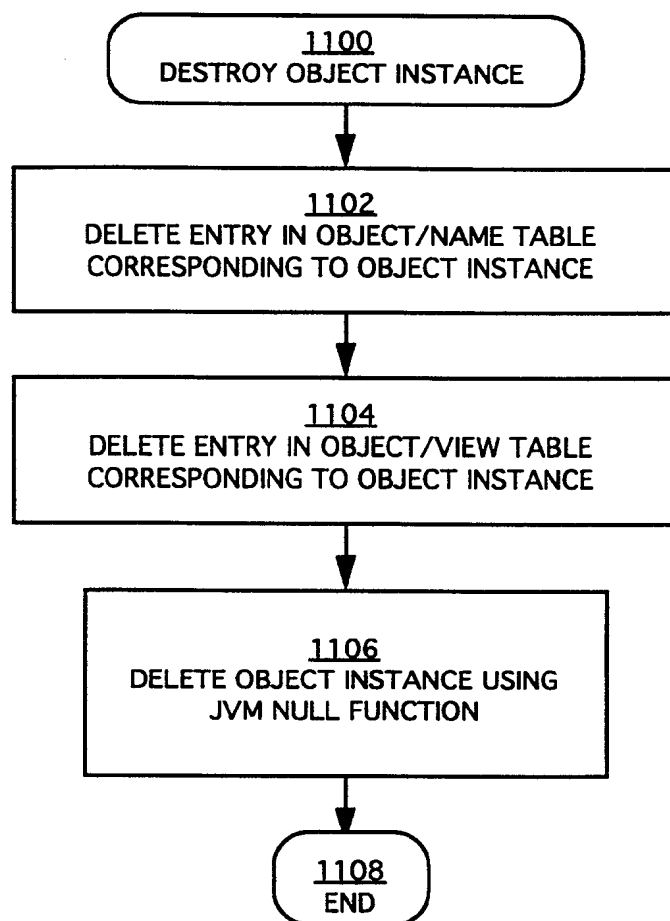 1100
DESTROY OBJECT INSTANCE
1102
DELETE ENTRY IN OBJECT/NAME TABLE
CORRESPONDING TO OBJECT INSTANCE
1104
DELETE ENTRY IN OBJECT/VIEW TABLE
CORRESPONDING TO OBJECT INSTANCE
1106
DELETE OBJECT INSTANCE USING
JVM NULL FUNCTION
1108
END